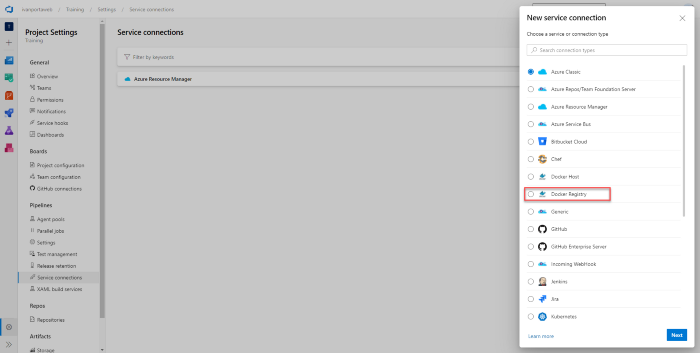 ivanportaweb / Training / Settings / Service connections
Project Settings
Training
General
Overview
Teams
Permissions
Notifications
Service hooks
Dashboards
Boards
Project configuration
Team configuration
GitHub connections
Pipelines
Agent pools
Parallel jobs
Settings
Test management
Release retention
Service connections
XAML build services
Repos
Repositories
Artifacts
Storage
Service connections
Filter by keywords
Azure Resource Manager
New service connection
Choose a service or connection type
Search connection types
Azure Classic
Azure Repos/Team Foundation Server
Azure Resource Manager
Azure Service Bus
Bitbucket Cloud
Chef
Docker Host
Docker Registry
Generic
GitHub
GitHub Enterprise Server
Incoming WebHook
Jenkins
Jira
Kubernetes
Learn more
Next